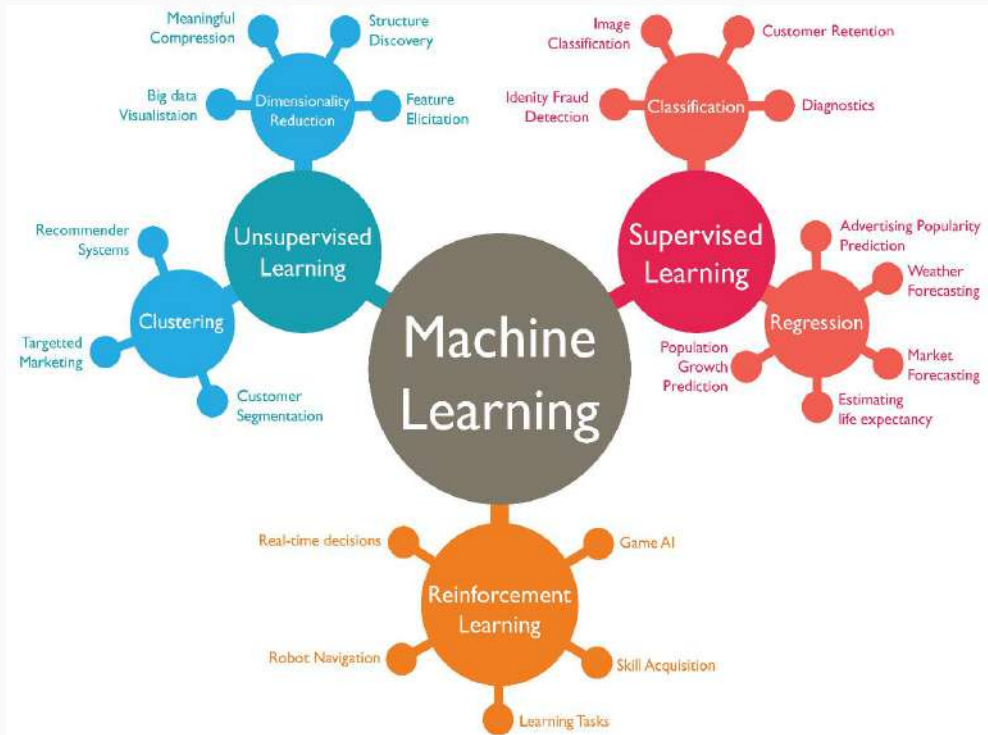 Meaningful
Compression
Structure
Discovery
Big data
Visualistaion
Dimensionality
Reduction
Feature
Elicitation
Unsupervised
Learning
Recommender
Systems
Clustering
Targetted
Marketing
Customer
Segmentation
Machine
Learning
Image
Classification
Customer Retention
Idenity Fraud
Detection
Classification
Diagnostics
Supervised
Learning
Advertising Popularity
Prediction
Weather
Forecasting
Regression
Population
Growth
Prediction
Market
Forecasting
Estimating
life expectancy
Real-time decisions
Game AI
Reinforcement
Learning
Robot Navigation
Skill Acquisition
Learning Tasks